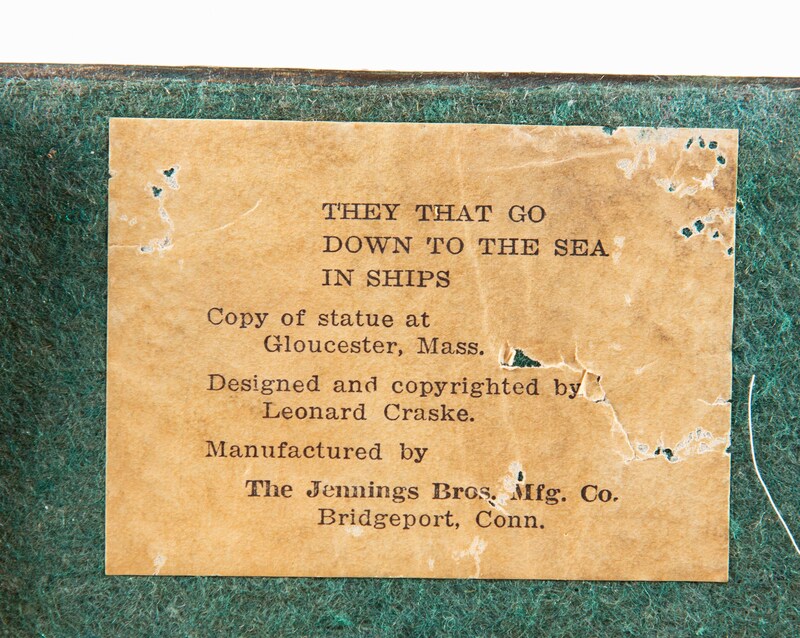 THEY THAT GO
DOWN TO THE SEA
IN SHIPS
Copy of statue at
Gloucester, Mass.
Designed and copyrighted by
Leonard Craske.
Manufactured by
The Jennings Bros. Mfg. Co.
Bridgeport, Conn.